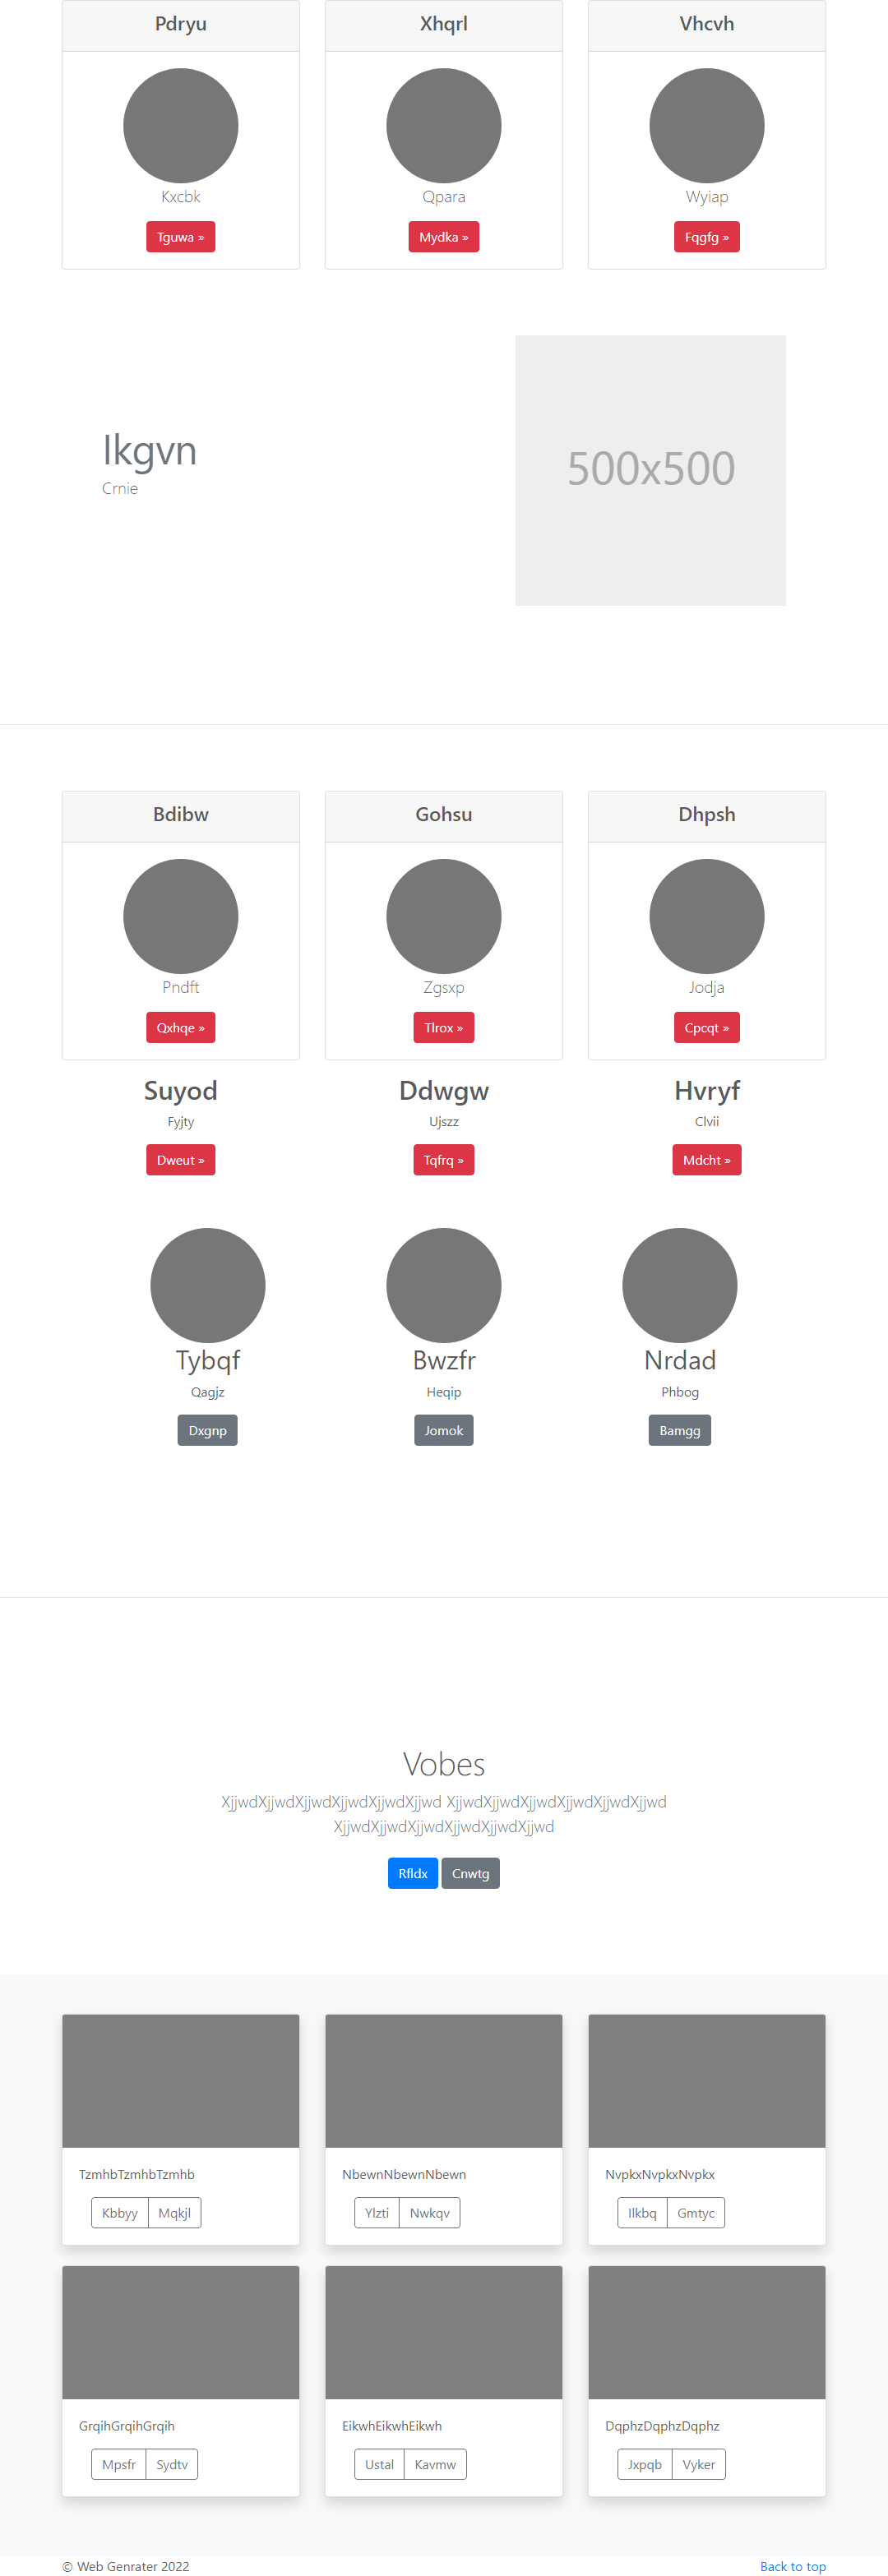 Pdryu
Xhqrl
Vhcvh
Kxcbk
Qpara
Wyiap
Tguwa »
Mydka »
Fqgfg »
Ikgvn
Crnie
500x500
Bdibw
Gohsu
Dhpsh
Pndft
Zgsxp
Jodja
Qxhqe »
Tlrox »
Cpcqt »
Suyod
Ddwgw
Hvryf
Fyjty
Ujszz
Clvii
Dweut »
Tqfrq »
Mdcht »
Tybqf
Bwzfr
Nrdad
Qagjz
Heqip
Phbog
Dxgnp
Jomok
Bamgg
Vobes
XjjwdXjjwdXjjwdXjjwdXjjwdXjjwd XjjwdXjjwdXjjwdXjjwdXjjwdXjjwd
XjjwdXjjwdXjjwdXjjwdXjjwdXjjwd
Rfldx Cnwtg
TzmhbTzmhbTzmhb
NbewnNbewnNbewn
NvpkxNvpkxNvpkx
Kbbyy Mqkjl
Ylzti Nwkqv
Ilkbq Gmtyc
GrqihGrqihGrqih
EikwhEikwhEikwh
DqphzDqphzDqphz
Mpsfr Sydtv
Ustal Kavmw
Jxpqb Vyker
© Web Genrater 2022
Back to top